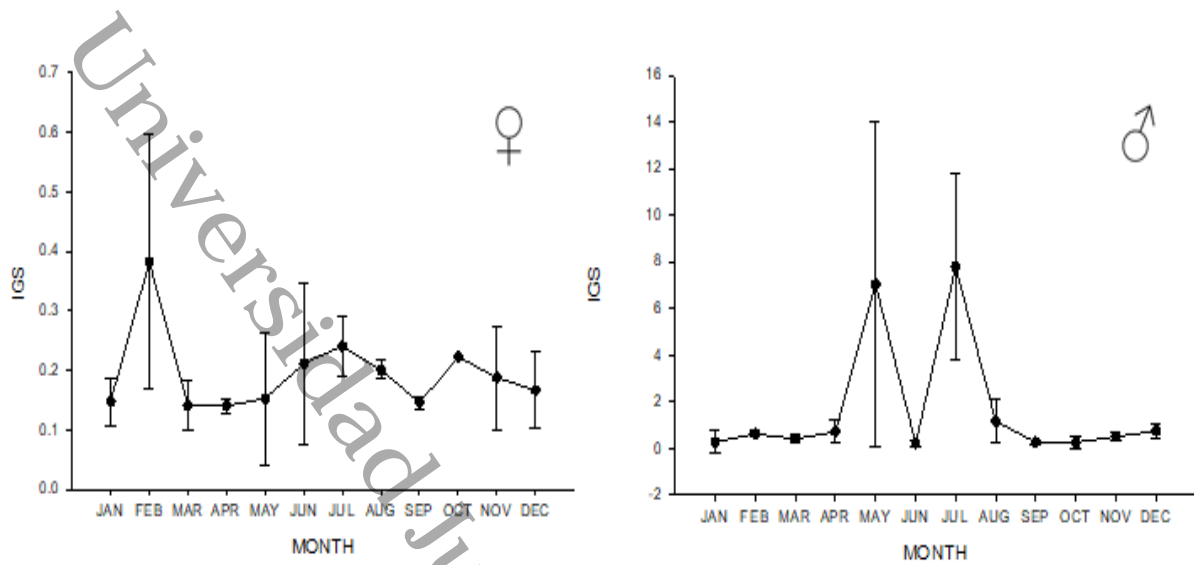 0.7
0.6
0.5
0.4
0.3
0.2
0.1
0.0
IGS
JAN FEB MAR APR MAY JUN JUL AUG SEP OCT NOV DEC
MONTH
♀
16
14
12
10
8
6
4
2
0
-2
IGS
JAN FEB MAR APR MAY JUN JUL AUG SEP OCT NOV DEC
MONTH
♂
Universidad